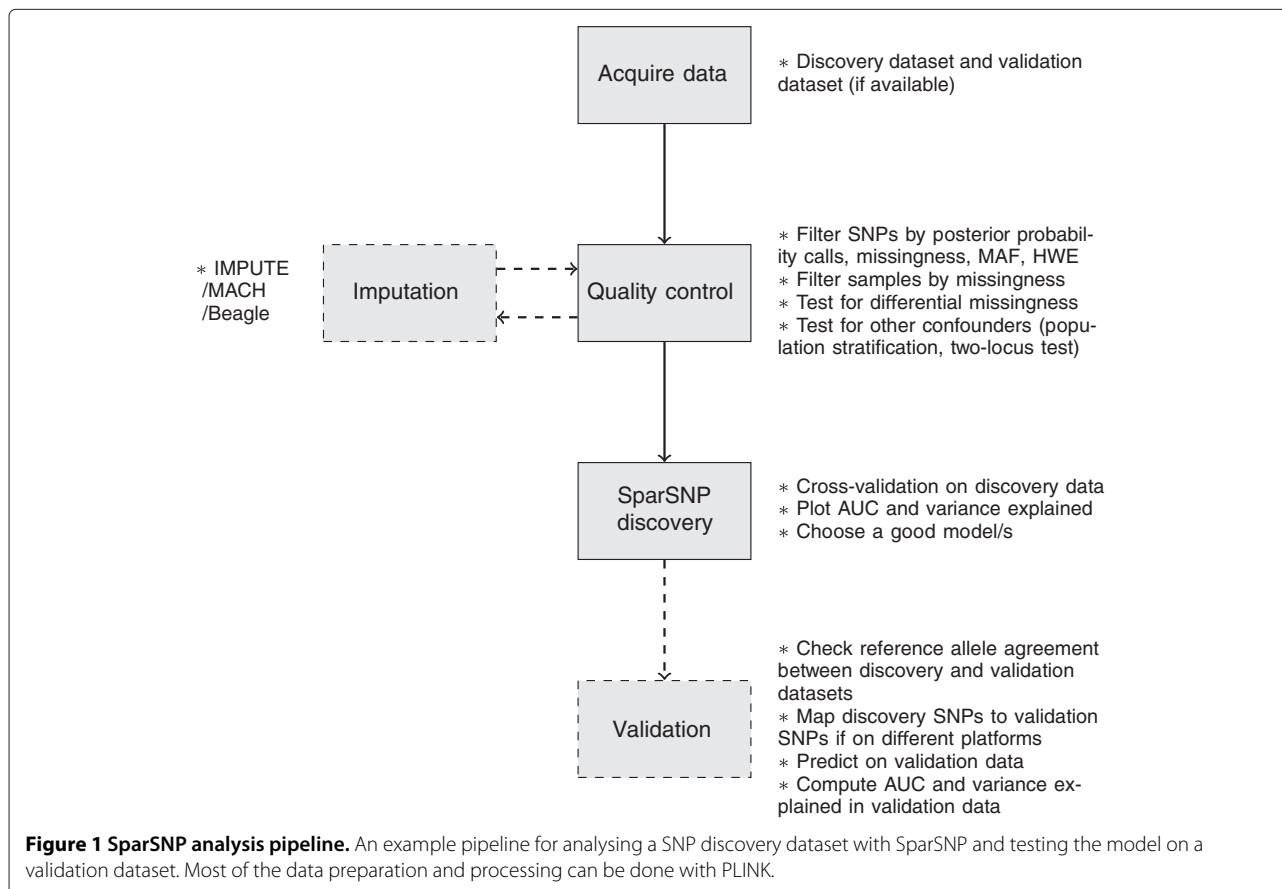 Acquire data
∗ Discovery dataset and validation
dataset (if available)
∗ IMPUTE
/MACH
/Beagle
Imputation
Quality control
∗ Filter SNPs by posterior probabil-
ity calls, missingness, MAF, HWE
∗ Filter samples by missingness
∗ Test for differential missingness
∗ Test for other confounders (popu-
lation stratification, two-locus test)
SparSNP
discovery
∗ Cross-validation on discovery data
∗ Plot AUC and variance explained
∗ Choose a good model/s
Validation
∗ Check reference allele agreement
between discovery and validation
datasets
∗ Map discovery SNPs to validation
SNPs if on different platforms
∗ Predict on validation data
∗ Compute AUC and variance ex-
plained in validation data
Figure 1 SparSNP analysis pipeline. An example pipeline for analysing a SNP discovery dataset with SparSNP and testing the model on a
validation dataset. Most of the data preparation and processing can be done with PLINK.